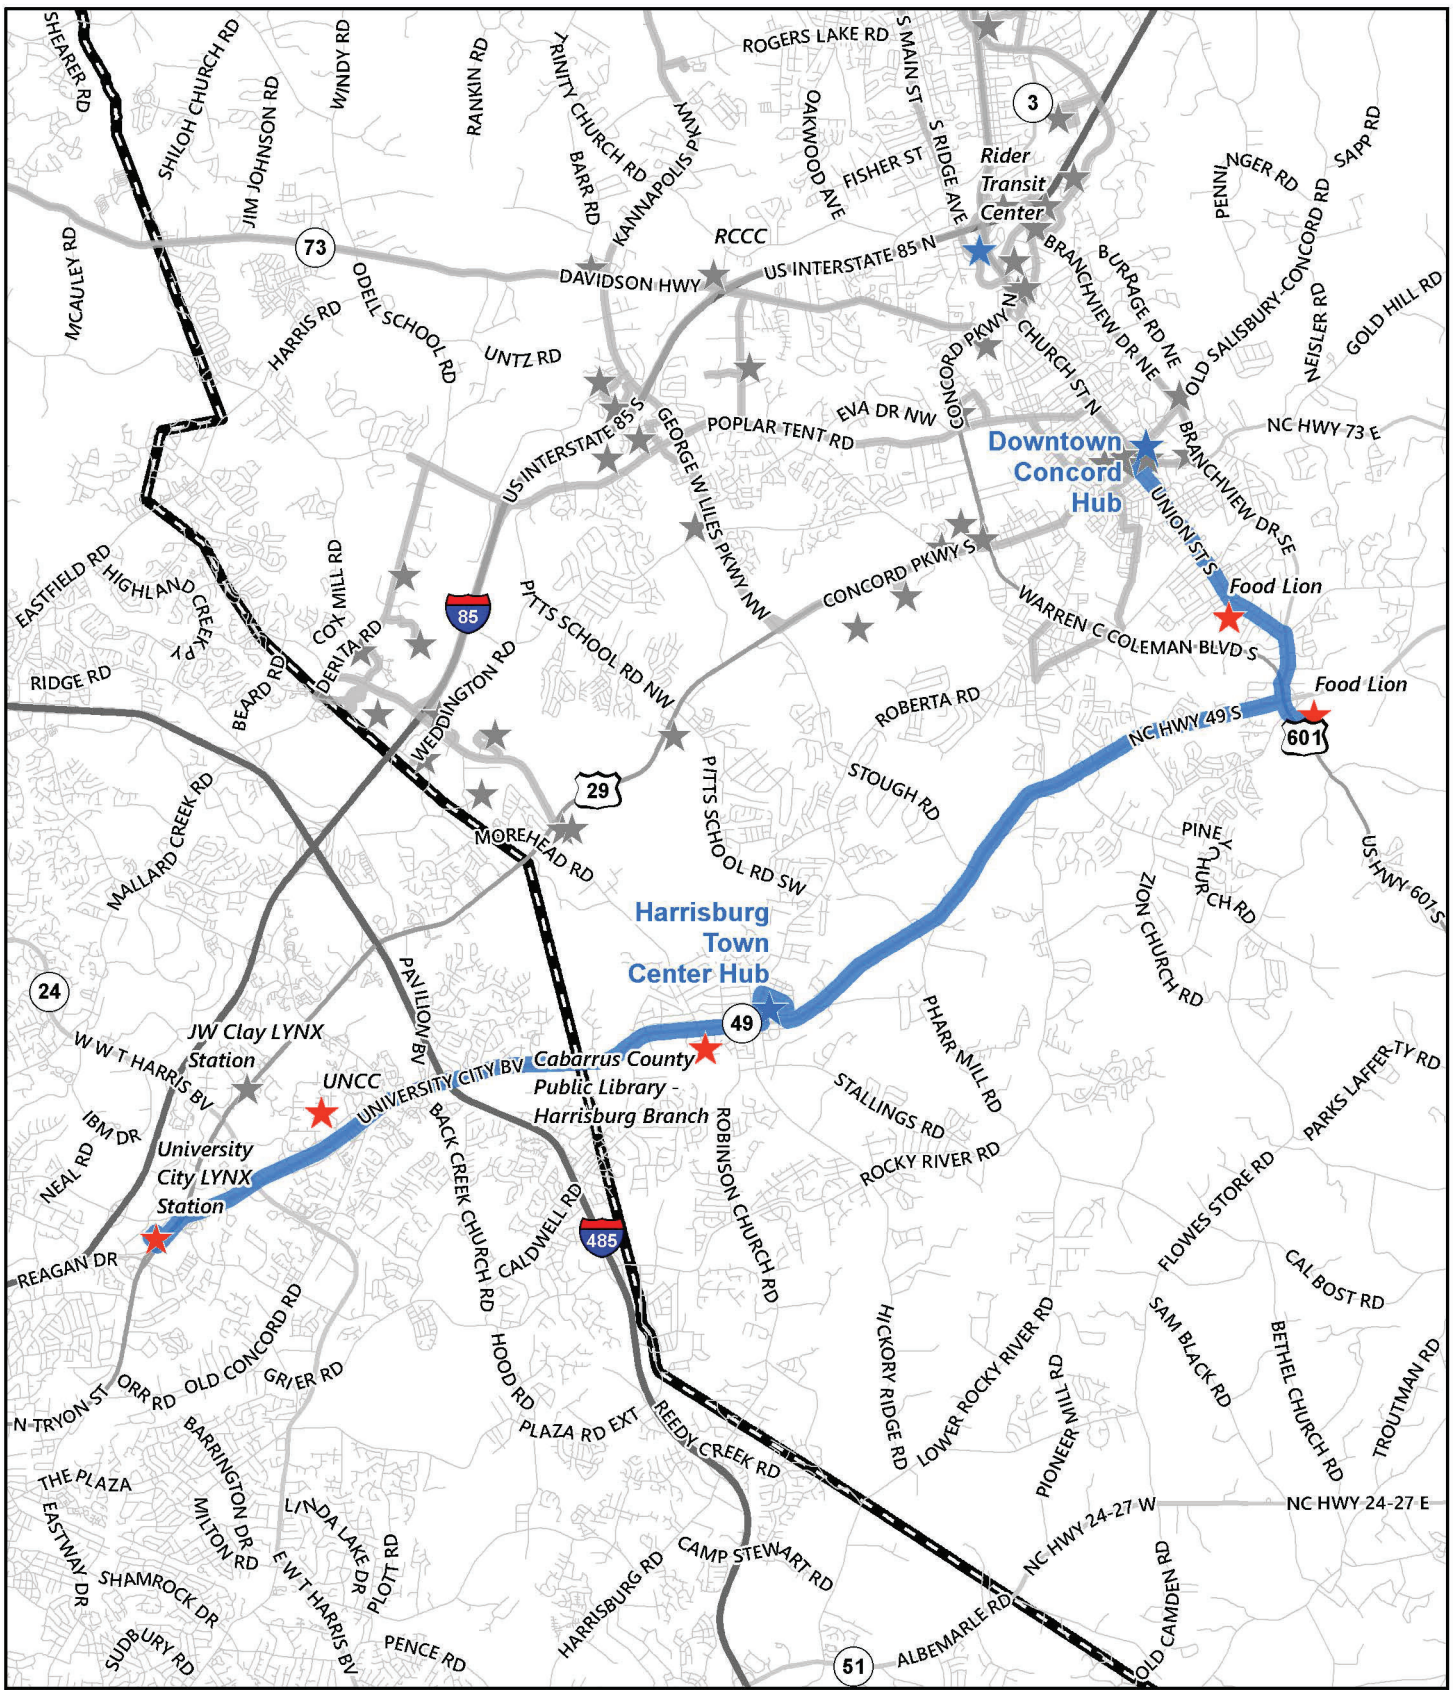 SHEARER RD
SHILOH CHURCH RD
JIM JOHNSON RD
WINDY RD
RANKIN RD
TRINITY CHURCH RD
BARR RD
KANNAPOLIS PKWY
ROGERS LAKE RD
OAKWOOD AVE
FISHER ST
S MAIN ST
S RIDGE AVE
3
Rider
Transit
Center
PENNINGER RD
SAPP RD
MCAULEY RD
73
ODELL SCHOOL RD
HARRIS RD
UNTZ RD
RCCC
DAVIDSON HWY
US INTERSTATE 85 N
BRANCHVIEW DR NE
BURRAGE RD NE
OLD SALISBURY-CONCORD RD
NEISLER RD
GOLD HILL RD
CONCORD PKWY N
CHURCH ST N
US INTERSTATE 85 S
GEORGE W LILES PKWY NW
POPLAR TENT RD
EVA DR NW
NC HWY 73 E
Downtown
Concord
Hub
BRANCHVIEW DR SE
UNION ST S
EASTFIELD RD
HIGHLAND CREEK PY
COX MILL RD
DERITA RD
RIDGE RD
BEARD RD
85
WEDDINGTON RD
PITTS SCHOOL RD NW
CONCORD PKWY S
WARREN C COLEMAN BLVD S
Food Lion
Food Lion
ROBERTA RD
NC HWY 49 S
601
MALLARD CREEK RD
29
MOREHEAD RD
PITTS SCHOOL RD SW
STOUGH RD
PINEY CHURCH RD
ZION CHURCH RD
US HWY 601 S
Harrisburg
Town
Center Hub
24
PAVILION BV
49
PHARR MILL RD
JW Clay LYNX
Station
W W T HARRIS BV
UNCC
UNIVERSITY CITY BV
Cabarrus County
Public Library -
Harrisburg Branch
STALLINGS RD
PARKS LAFFERTY RD
IBM DR
NEAL RD
University
City LYNX
Station
BACK CREEK CHURCH RD
CALDWELL RD
ROBINSON CHURCH RD
ROCKY RIVER RD
FLOWES STORE RD
485
REAGAN DR
CAL BOST RD
OLD CONCORD RD
HICKORY RIDGE RD
LOWER ROCKY RIVER RD
PIONEER MILL RD
SAM BLACK RD
BETHEL CHURCH RD
TROUTMAN RD
N TRYON ST
ORR RD
GRIER RD
HOOD RD
PLAZA RD EXT
REEDY CREEK RD
BARRINGTON DR
THE PLAZA
EASTWAY DR
MILTON RD
LINDA LAKE DR
PLOTT RD
NC HWY 24-27 W
NC HWY 24-27 E
SHAMROCK DR
E W T HARRIS BV
HARRISBURG RD
CAMP STEWART RD
SUDBURY RD
PENCE RD
51
ALBEMARLE RD
OLD CAMDEN RD